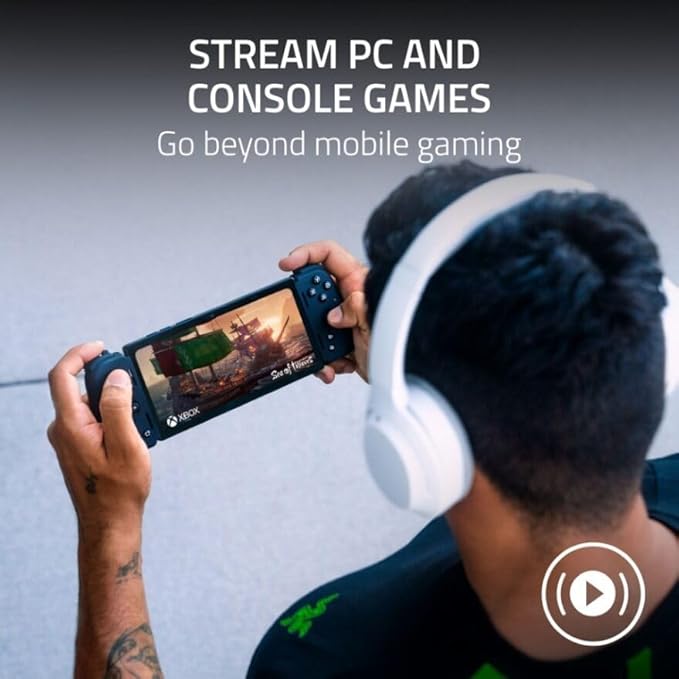 STREAM PC AND
CONSOLE GAMES
Go beyond mobile gaming
Sea of Thieves
XBOX